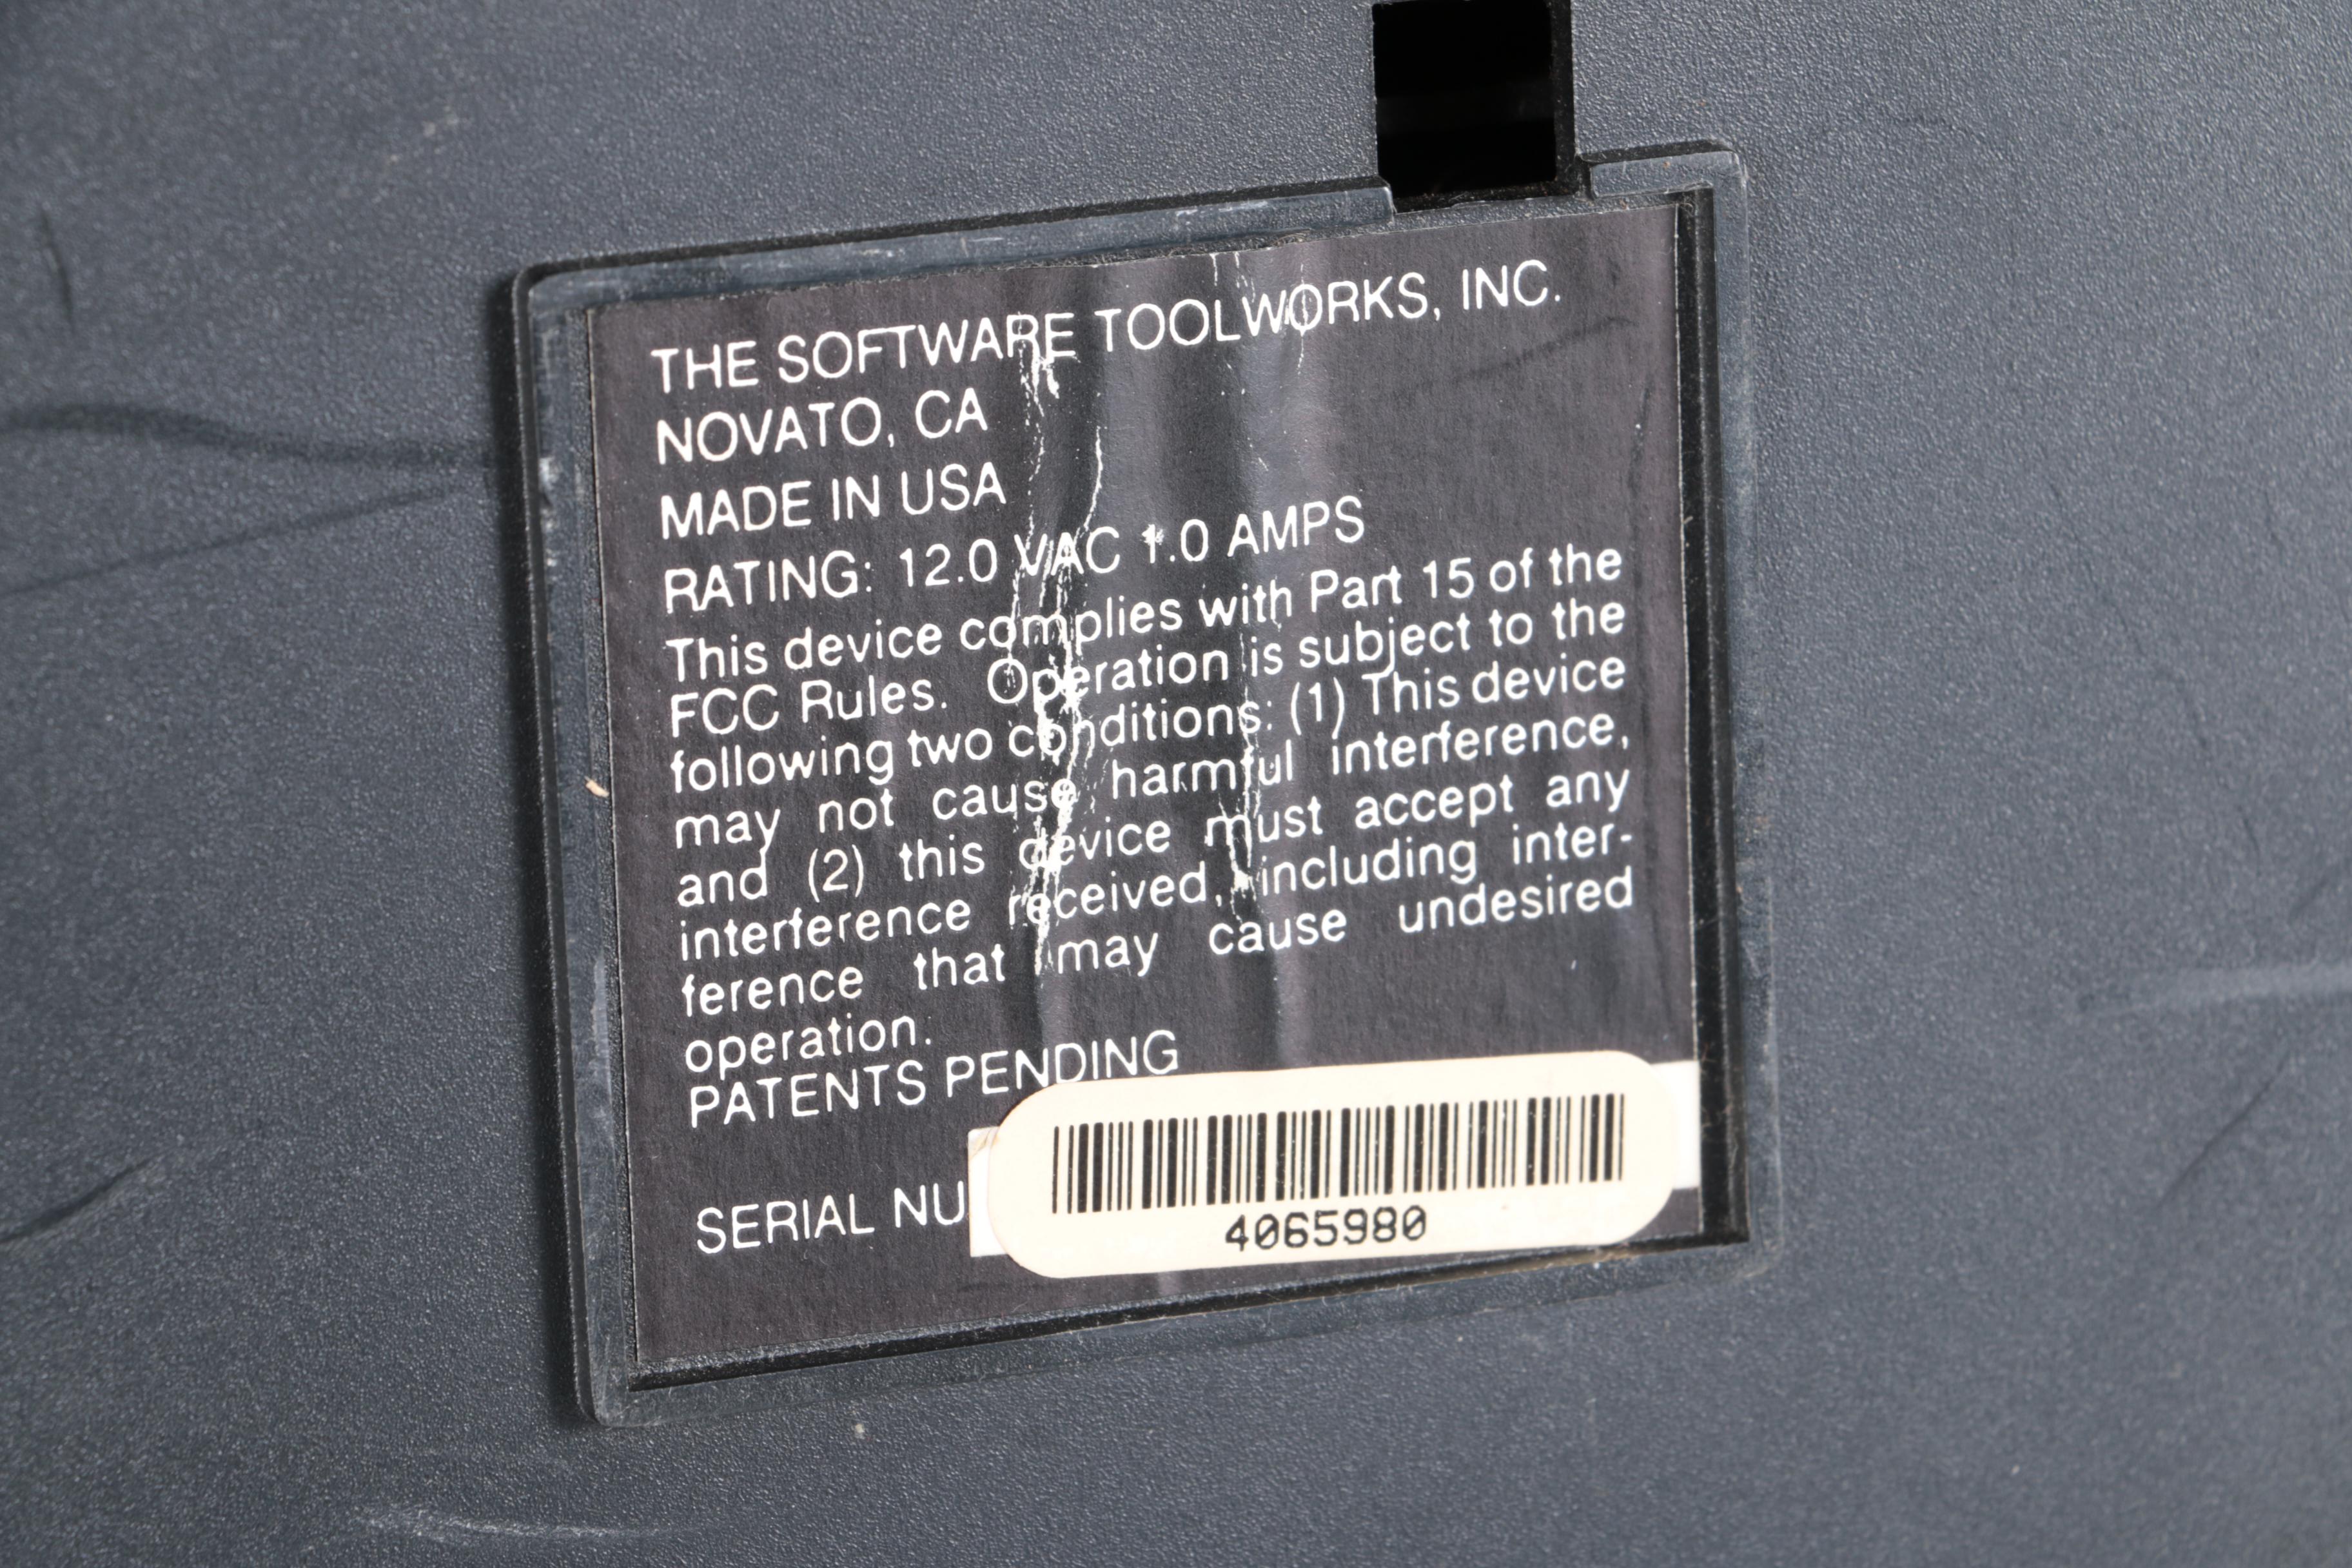 THE SOFTWARE TOOLWORKS, INC.
NOVATO, CA
MADE IN USA
RATING: 12.0 VAC 1.0 AMPS
This device complies with Part 15 of the
FCC Rules. Operation is subject to the
following two conditions: (1) This device
may not cause harmful interference,
and (2) this device must accept any
interference received, including inter-
ference that may cause undesired
operation.
PATENTS PENDING
SERIAL NU
4065980